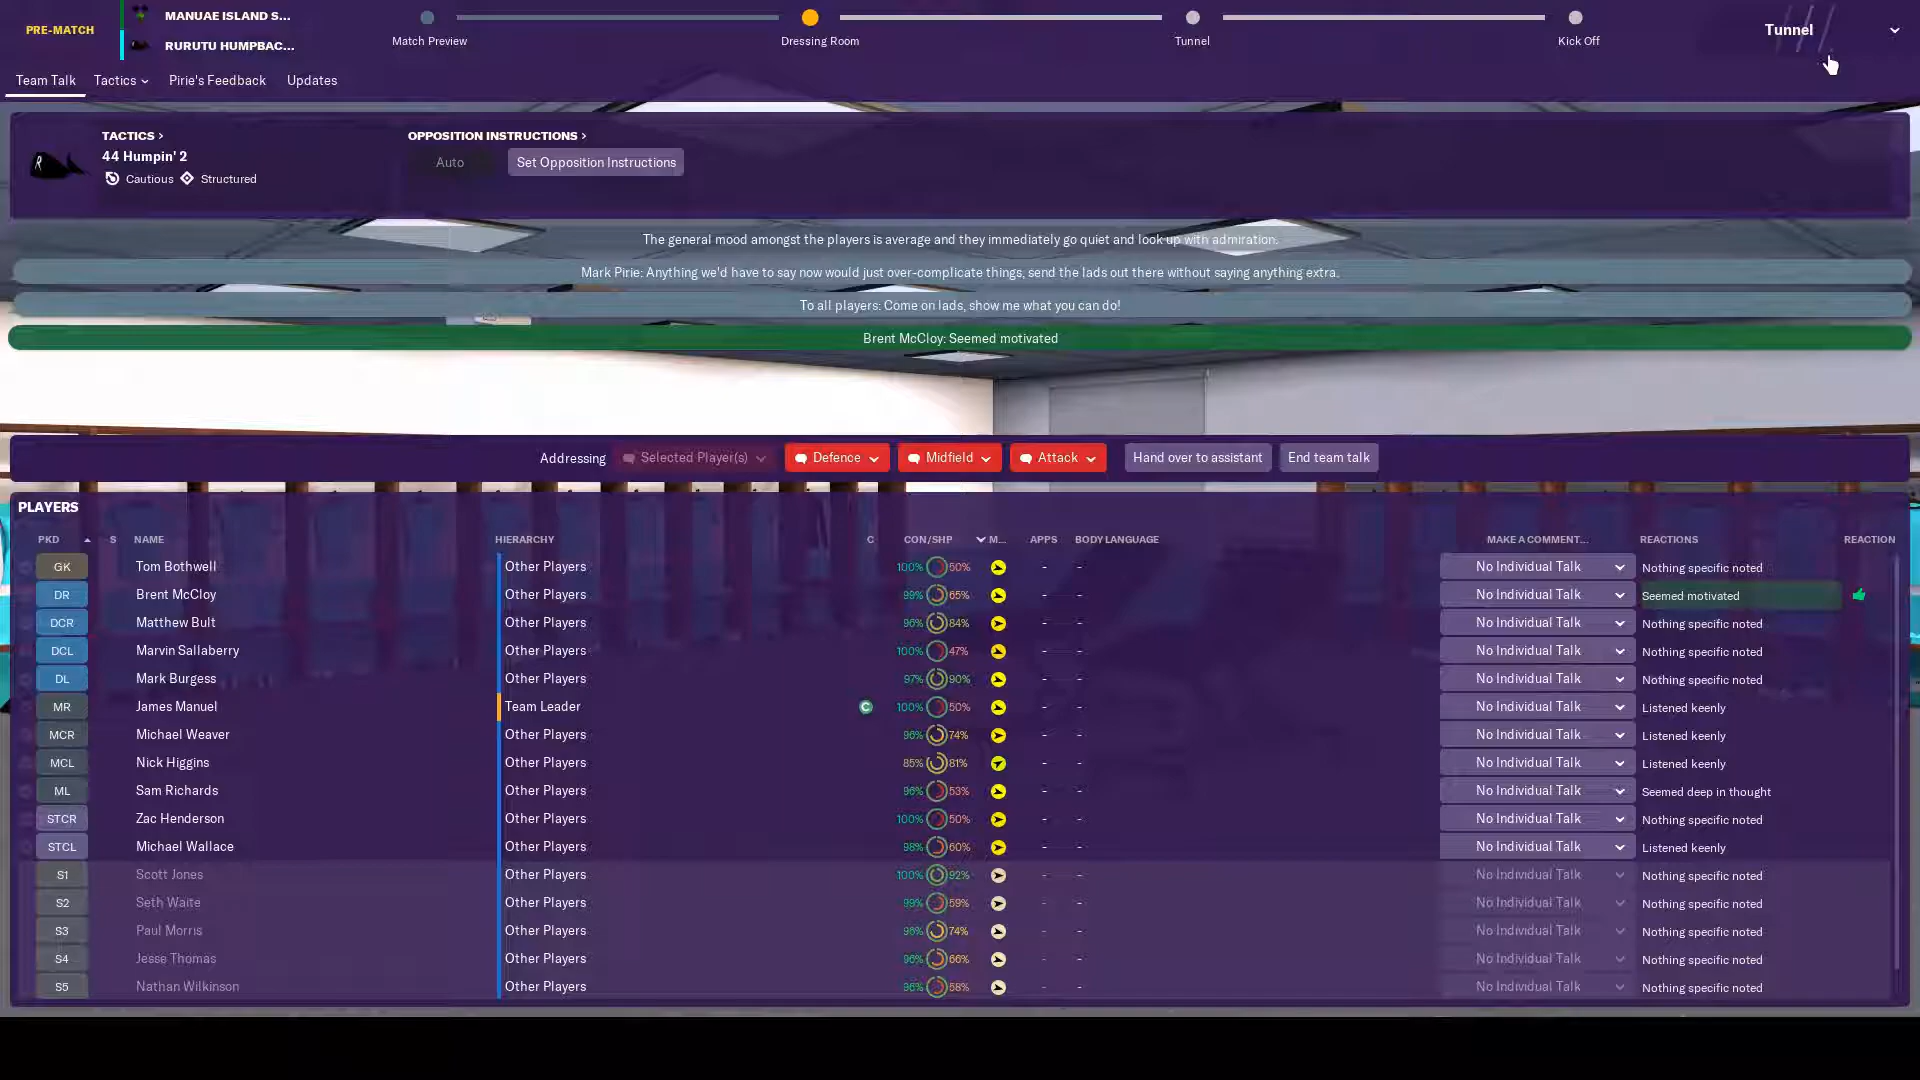 PRE-MATCH
MANUAE ISLAND S...
RURUTU HUMPBAC...
Match Preview
Dressing Room
Tunnel
Kick Off
Tunnel
Team Talk Tactics Pirie's Feedback Updates
TACTICS >
OPPOSITION INSTRUCTIONS >
R
44 Humpin' 2
Auto Set Opposition Instructions
Cautious Structured
The general mood amongst the players is average and they immediately go quiet and look up with admiration.
Mark Pirie: Anything we'd have to say now would just over-complicate things, send the lads out there without saying anything extra.
To all players: Come on lads, show me what you can do!
Brent McCloy: Seemed motivated
Addressing Selected Player(s) Defence Midfield Attack Hand over to assistant End team talk
PLAYERS
PKD S NAME HIERARCHY C CON/SHP M... APPS BODY LANGUAGE MAKE A COMMENT... REACTIONS REACTION
GK Tom Bothwell Other Players 100% 50% - - No Individual Talk Nothing specific noted
DR Brent McCloy Other Players 99% 65% - - No Individual Talk Seemed motivated
DCR Matthew Bult Other Players 96% 84% - - No Individual Talk Nothing specific noted
DCL Marvin Sallaberry Other Players 100% 47% - - No Individual Talk Nothing specific noted
DL Mark Burgess Other Players 97% 90% - - No Individual Talk Nothing specific noted
MR James Manuel Team Leader C 100% 50% - - No Individual Talk Listened keenly
MCR Michael Weaver Other Players 96% 74% - - No Individual Talk Listened keenly
MCL Nick Higgins Other Players 85% 81% - - No Individual Talk Listened keenly
ML Sam Richards Other Players 96% 53% - - No Individual Talk Seemed deep in thought
STCR Zac Henderson Other Players 100% 50% - - No Individual Talk Nothing specific noted
STCL Michael Wallace Other Players 98% 60% - - No Individual Talk Listened keenly
S1 Scott Jones Other Players 100% 92% - - No Individual Talk Nothing specific noted
S2 Seth Waite Other Players 99% 59% - - No Individual Talk Nothing specific noted
S3 Paul Morris Other Players 96% 74% - - No Individual Talk Nothing specific noted
S4 Jesse Thomas Other Players 96% 66% - - No Individual Talk Nothing specific noted
S5 Nathan Wilkinson Other Players 96% 58% - - No Individual Talk Nothing specific noted